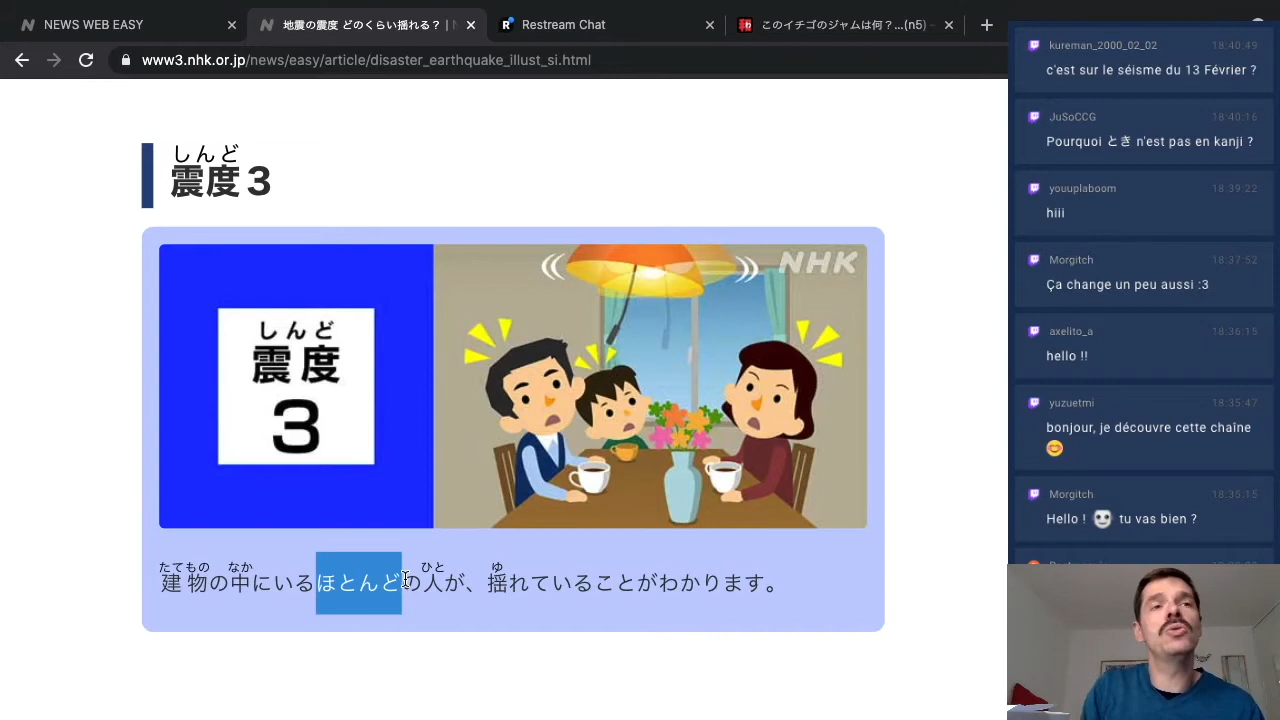 NEWS WEB EASY
地震の震度 どのくらい揺れる？ | N
Restream Chat
このイチゴのジャムは何？...(n5) –
www3.nhk.or.jp/news/easy/article/disaster_earthquake_illust_si.html
しんど
震度3
NHK
しんど
震度
3
たてもの なか ひと ゆ
建物の中にいるほとんどの人が、揺れていることがわかります。
kureman_2000_02_02 18:40:49
c'est sur le séisme du 13 Février ?
JuSoCCG 18:40:16
Pourquoi とき n'est pas en kanji ?
youuplaboom 18:39:22
hiii
Morgitch 18:37:52
Ça change un peu aussi :3
axelito_a 18:36:15
hello !!
yuzuetmi 18:35:47
bonjour, je découvre cette chaîne 😊
Morgitch 18:35:15
Hello ! tu vas bien ?